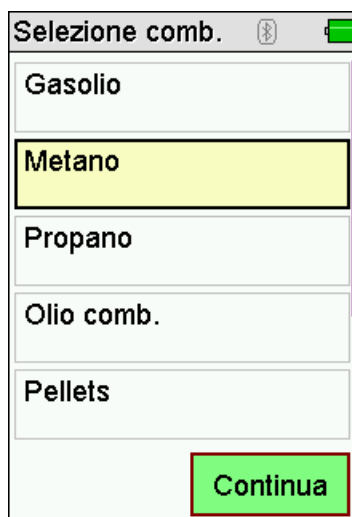 Selezione comb.
Gasolio
Metano
Propano
Olio comb.
Pellets
Continua